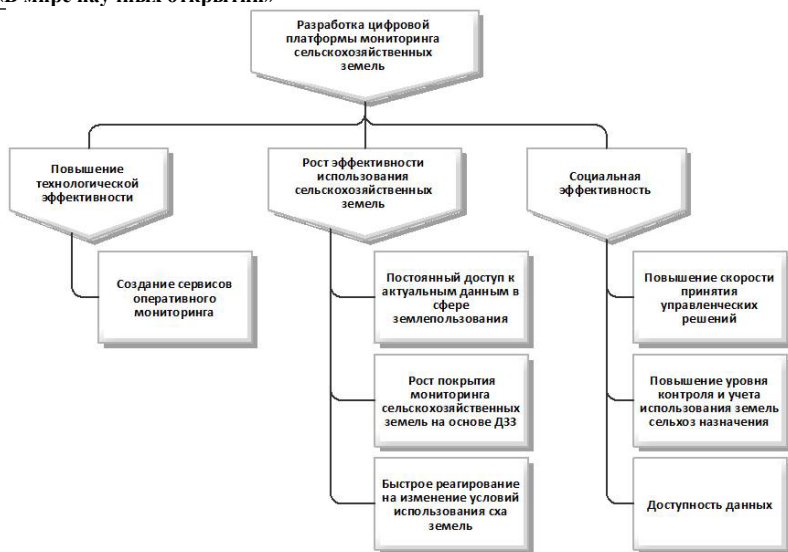 «В мире научных открытий»
Разработка цифровой
платформы мониторинга
сельскохозяйственных
земель
Повышение
технологической
эффективности
Рост эффективности
использования
сельскохозяйственных
земель
Социальная
эффективность
Создание сервисов
оперативного
мониторинга
Постоянный доступ к
актуальным данным в
сфере
землепользования
Повышение скорости
принятия
управленческих
решений
Рост покрытия
мониторинга
сельскохозяйственных
земель на основе ДЗЗ
Повышение уровня
контроля и учета
использования земель
сельхоз назначения
Быстрое реагирование
на изменение условий
использования сха
земель
Доступность данных